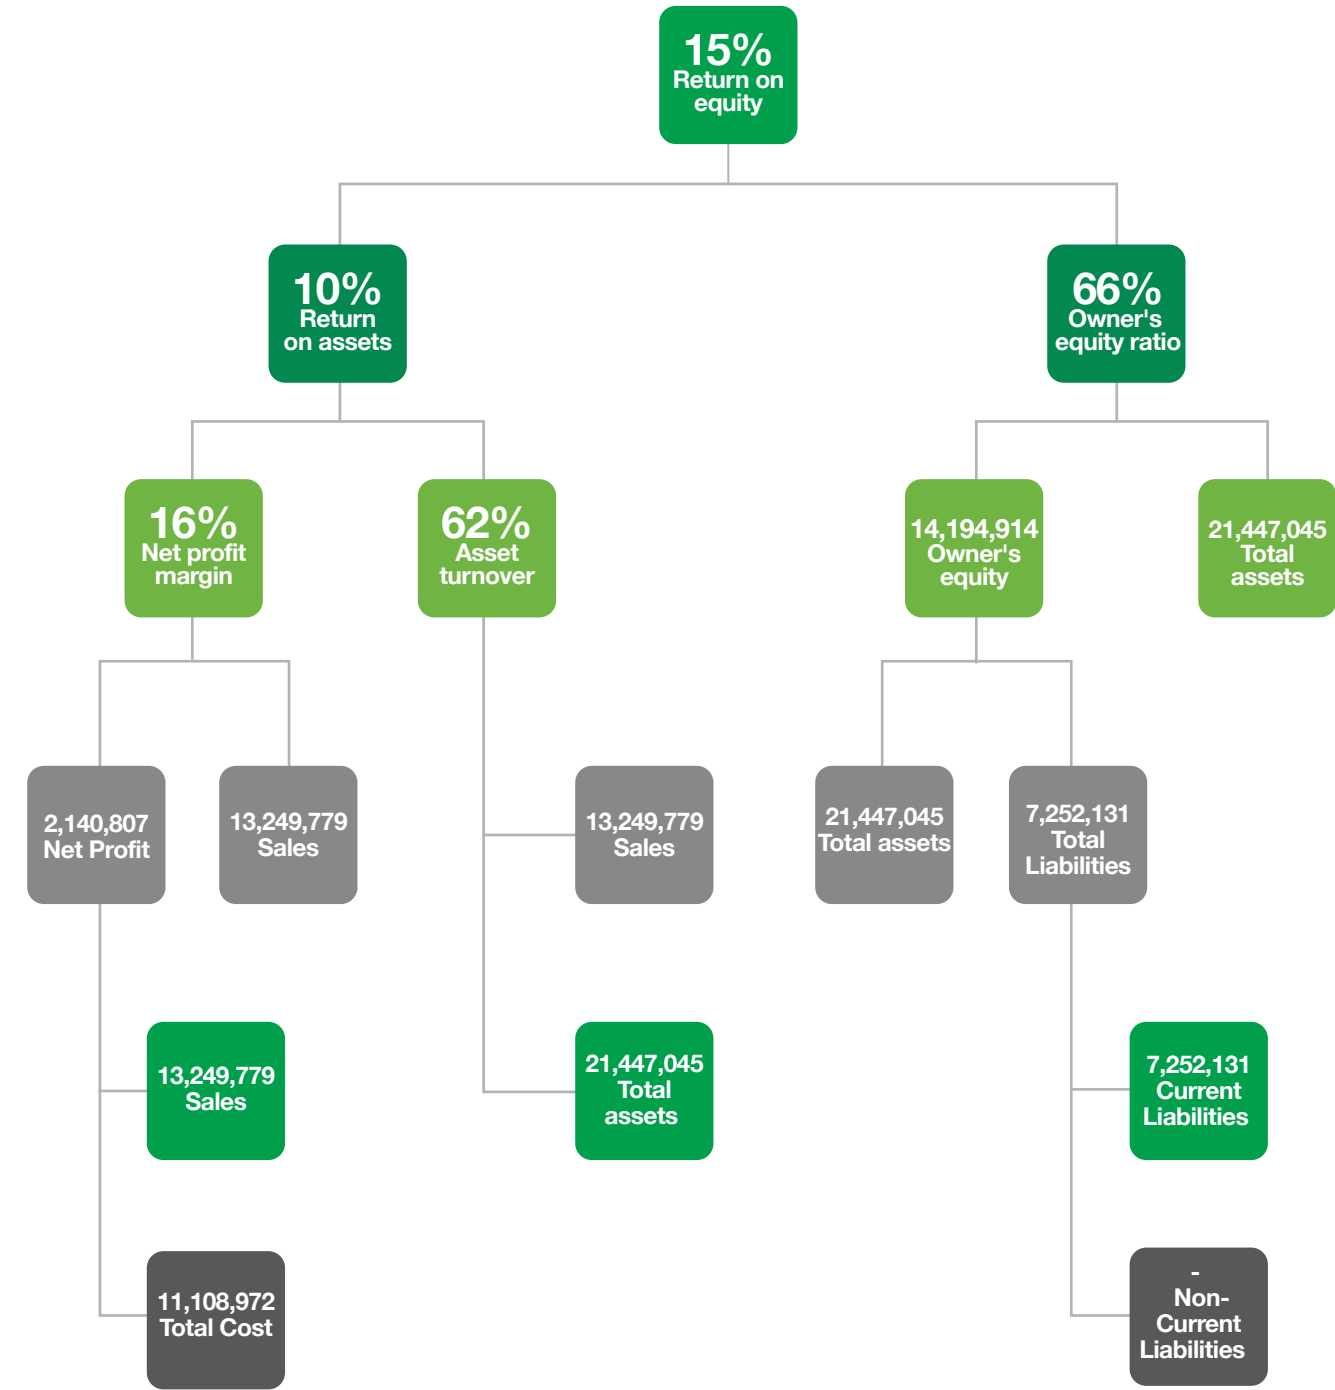 15%
Return on
equity
10%
Return
on assets
66%
Owner's
equity ratio
16%
Net profit
margin
62%
Asset
turnover
14,194,914
Owner's
equity
21,447,045
Total
assets
2,140,807
Net Profit
13,249,779
Sales
13,249,779
Sales
21,447,045
Total assets
7,252,131
Total
Liabilities
13,249,779
Sales
21,447,045
Total
assets
7,252,131
Current
Liabilities
11,108,972
Total Cost
-
Non-
Current
Liabilities